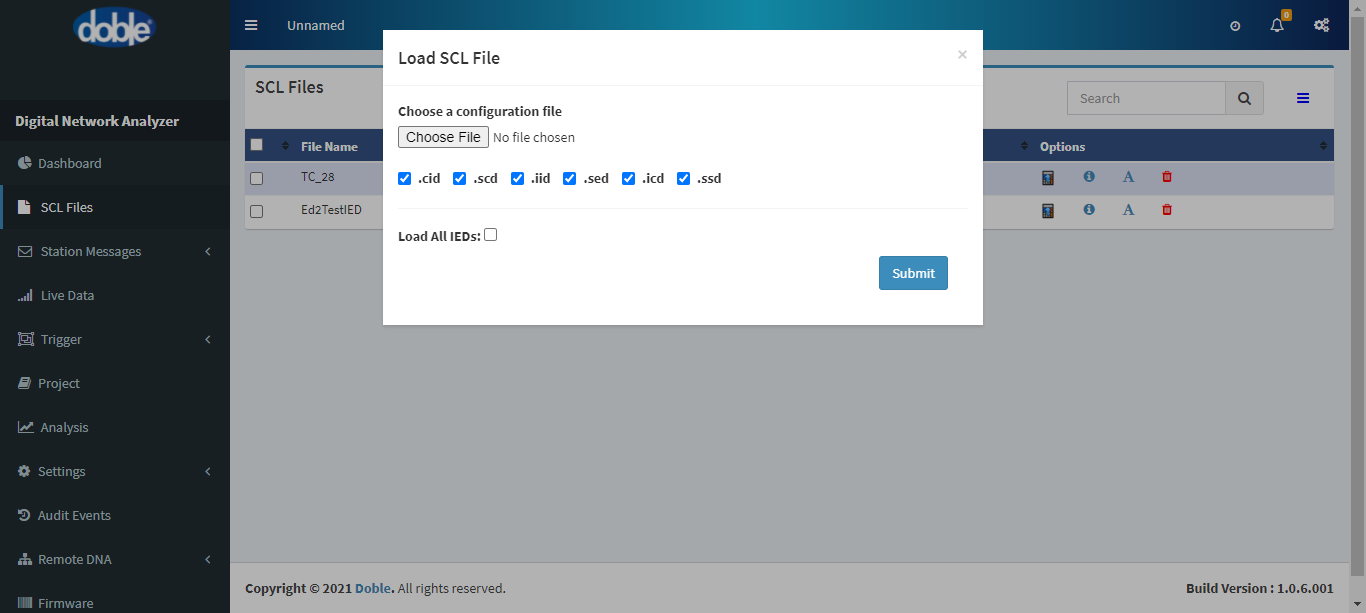 doble
Unnamed
0
Digital Network Analyzer
Dashboard
SCL Files
Station Messages
Live Data
Trigger
Project
Analysis
Settings
Audit Events
Remote DNA
Firmware
SCL Files
Search
File Name
Options
TC_28
Ed2TestIED
Load SCL File
×
Choose a configuration file
Choose File No file chosen
.cid .scd .iid .sed .icd .ssd
Load All IEDs:
Submit
Copyright © 2021 Doble. All rights reserved.
Build Version : 1.0.6.001